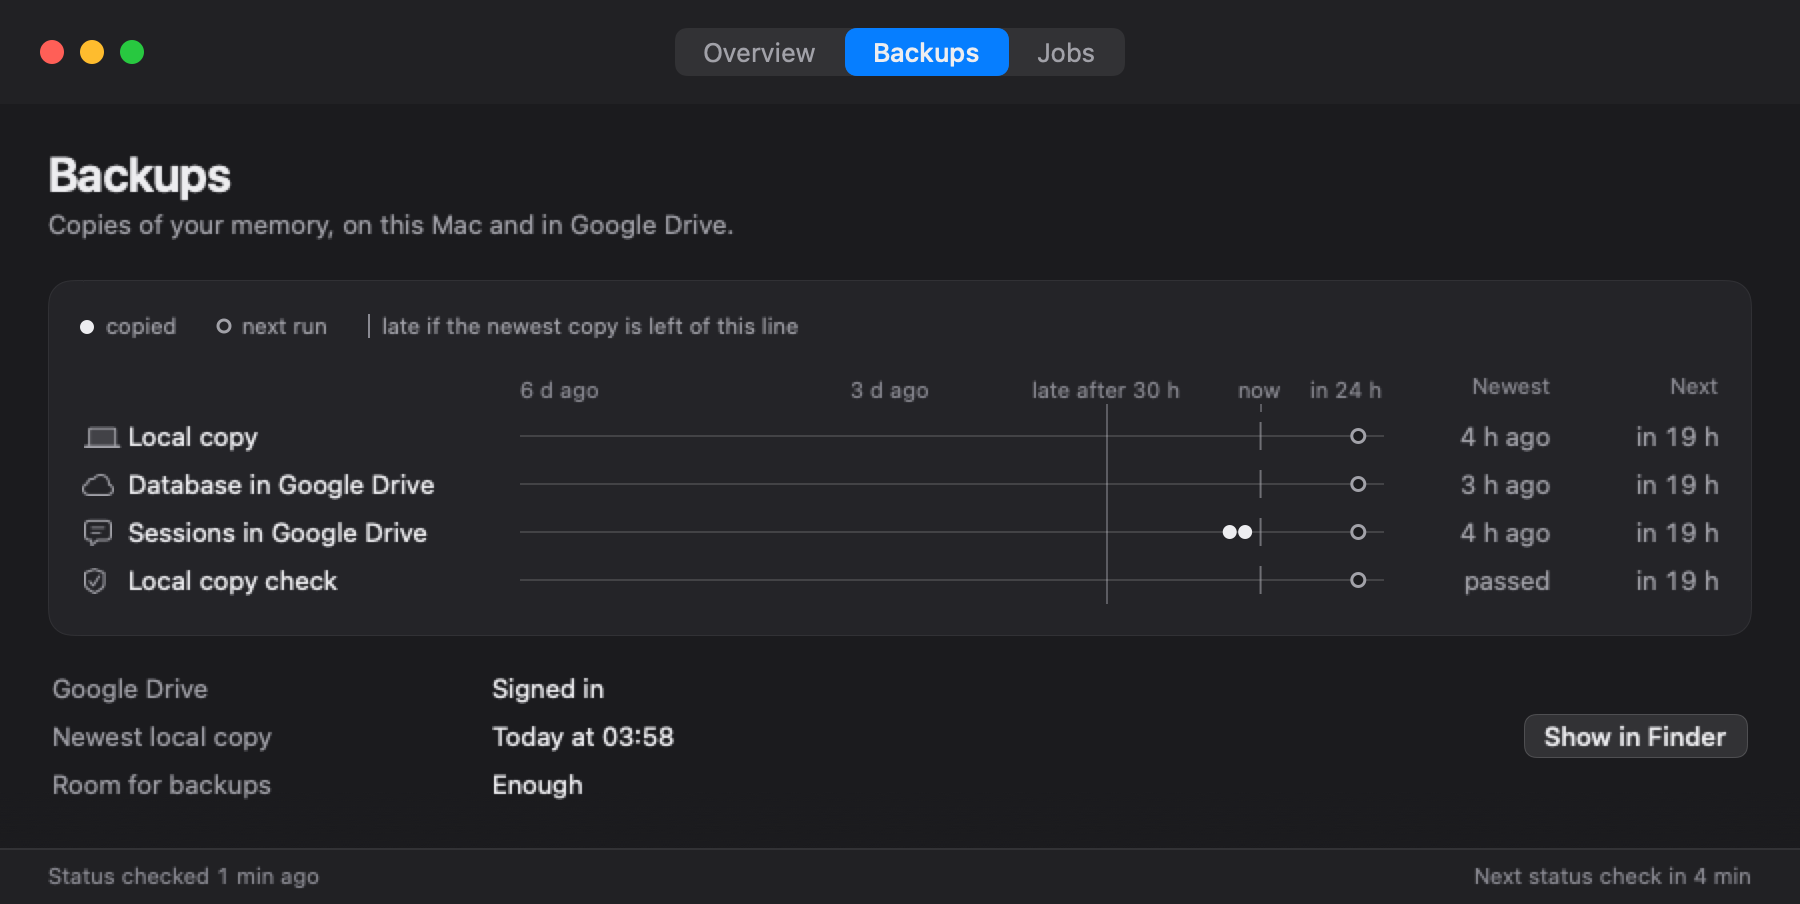 Overview Backups Jobs
Backups
Copies of your memory, on this Mac and in Google Drive.
copied next run late if the newest copy is left of this line
6 d ago 3 d ago late after 30 h now in 24 h Newest Next
Local copy 4 h ago in 19 h
Database in Google Drive 3 h ago in 19 h
Sessions in Google Drive 4 h ago in 19 h
Local copy check passed in 19 h
Google Drive Signed in
Newest local copy Today at 03:58 Show in Finder
Room for backups Enough
Status checked 1 min ago Next status check in 4 min